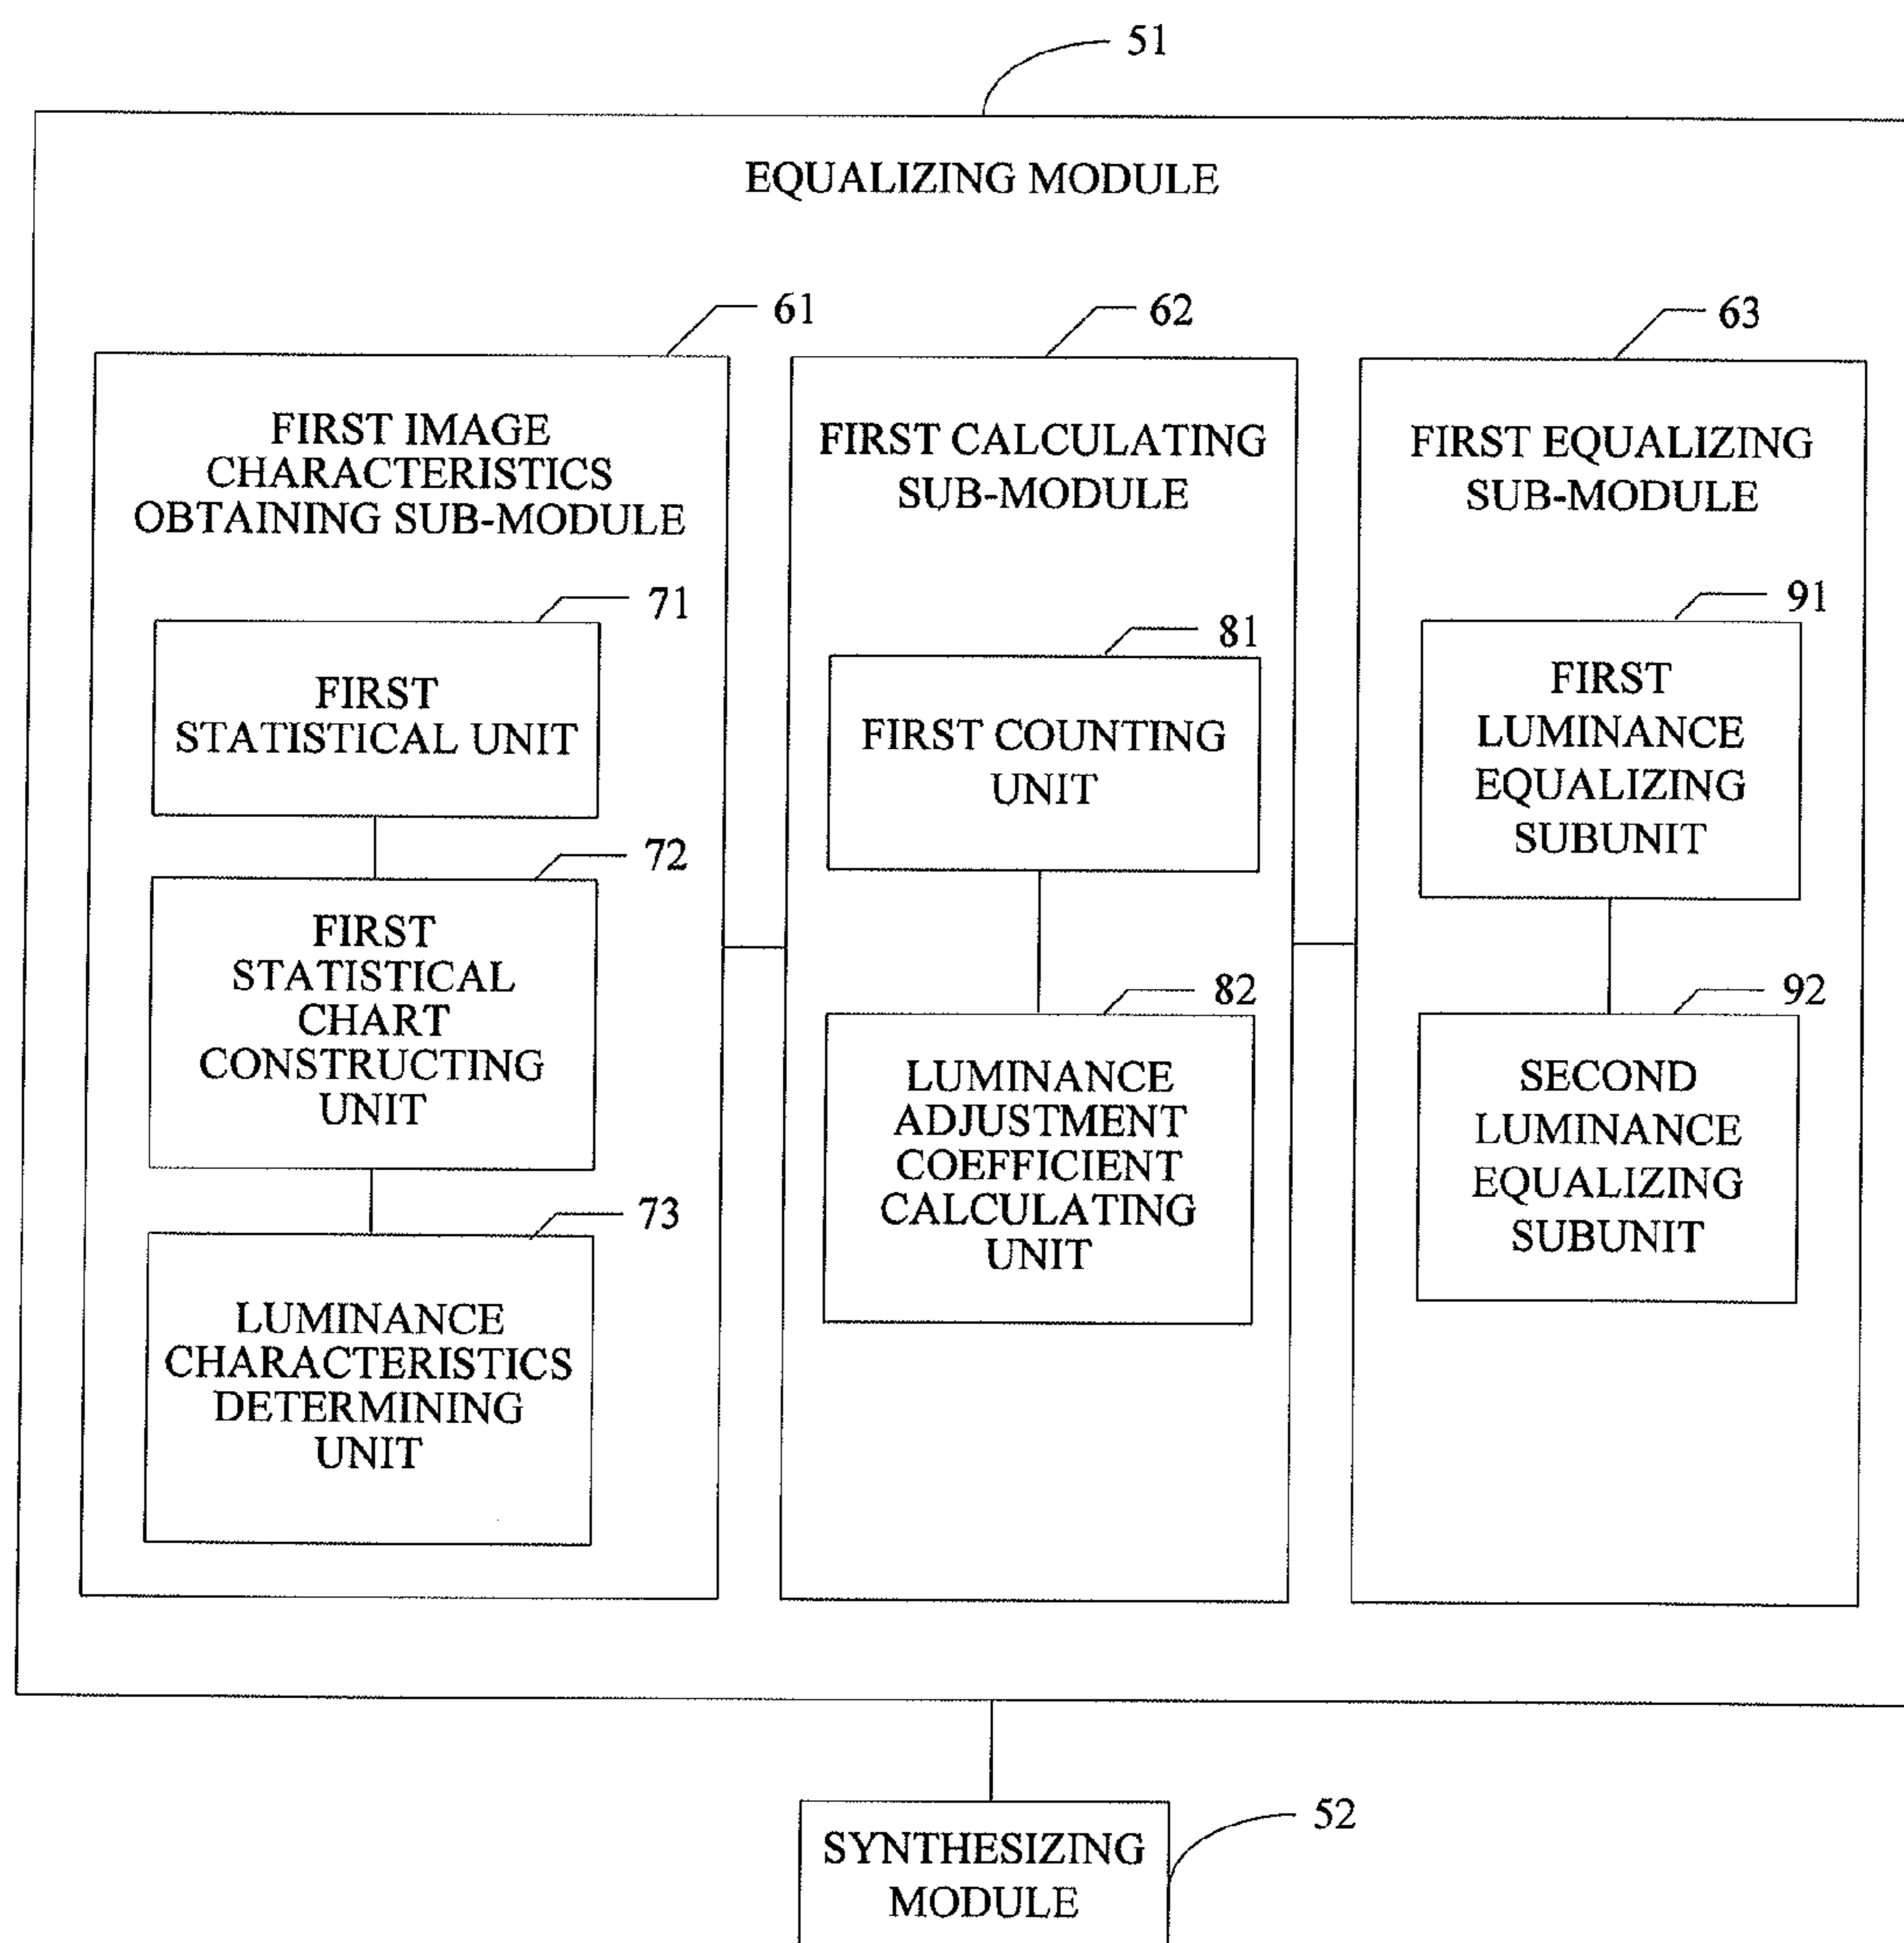 51
EQUALIZING MODULE
61
FIRST IMAGE
CHARACTERISTICS
OBTAINING SUB-MODULE
71
FIRST
STATISTICAL UNIT
72
FIRST
STATISTICAL
CHART
CONSTRUCTING
UNIT
73
LUMINANCE
CHARACTERISTICS
DETERMINING
UNIT
62
FIRST CALCULATING
SUB-MODULE
81
FIRST COUNTING
UNIT
82
LUMINANCE
ADJUSTMENT
COEFFICIENT
CALCULATING
UNIT
63
FIRST EQUALIZING
SUB-MODULE
91
FIRST
LUMINANCE
EQUALIZING
SUBUNIT
92
SECOND
LUMINANCE
EQUALIZING
SUBUNIT
52
SYNTHESIZING
MODULE